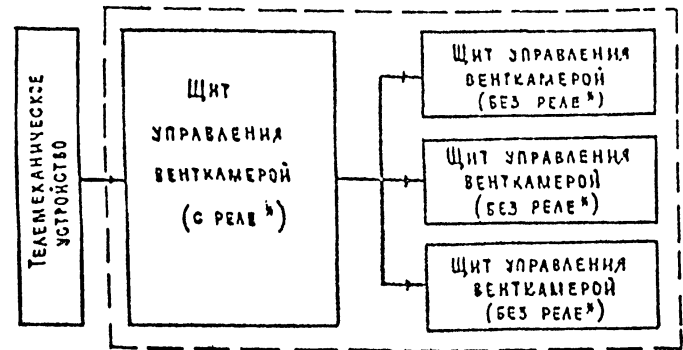 Телемеханическое
устройство
Щит
управления
венткамерой
(с реле*)
Щит управления
венткамерой
(без реле*)
Щит управления
венткамерой
(без реле*)
Щит управления
венткамерой
(без реле*)